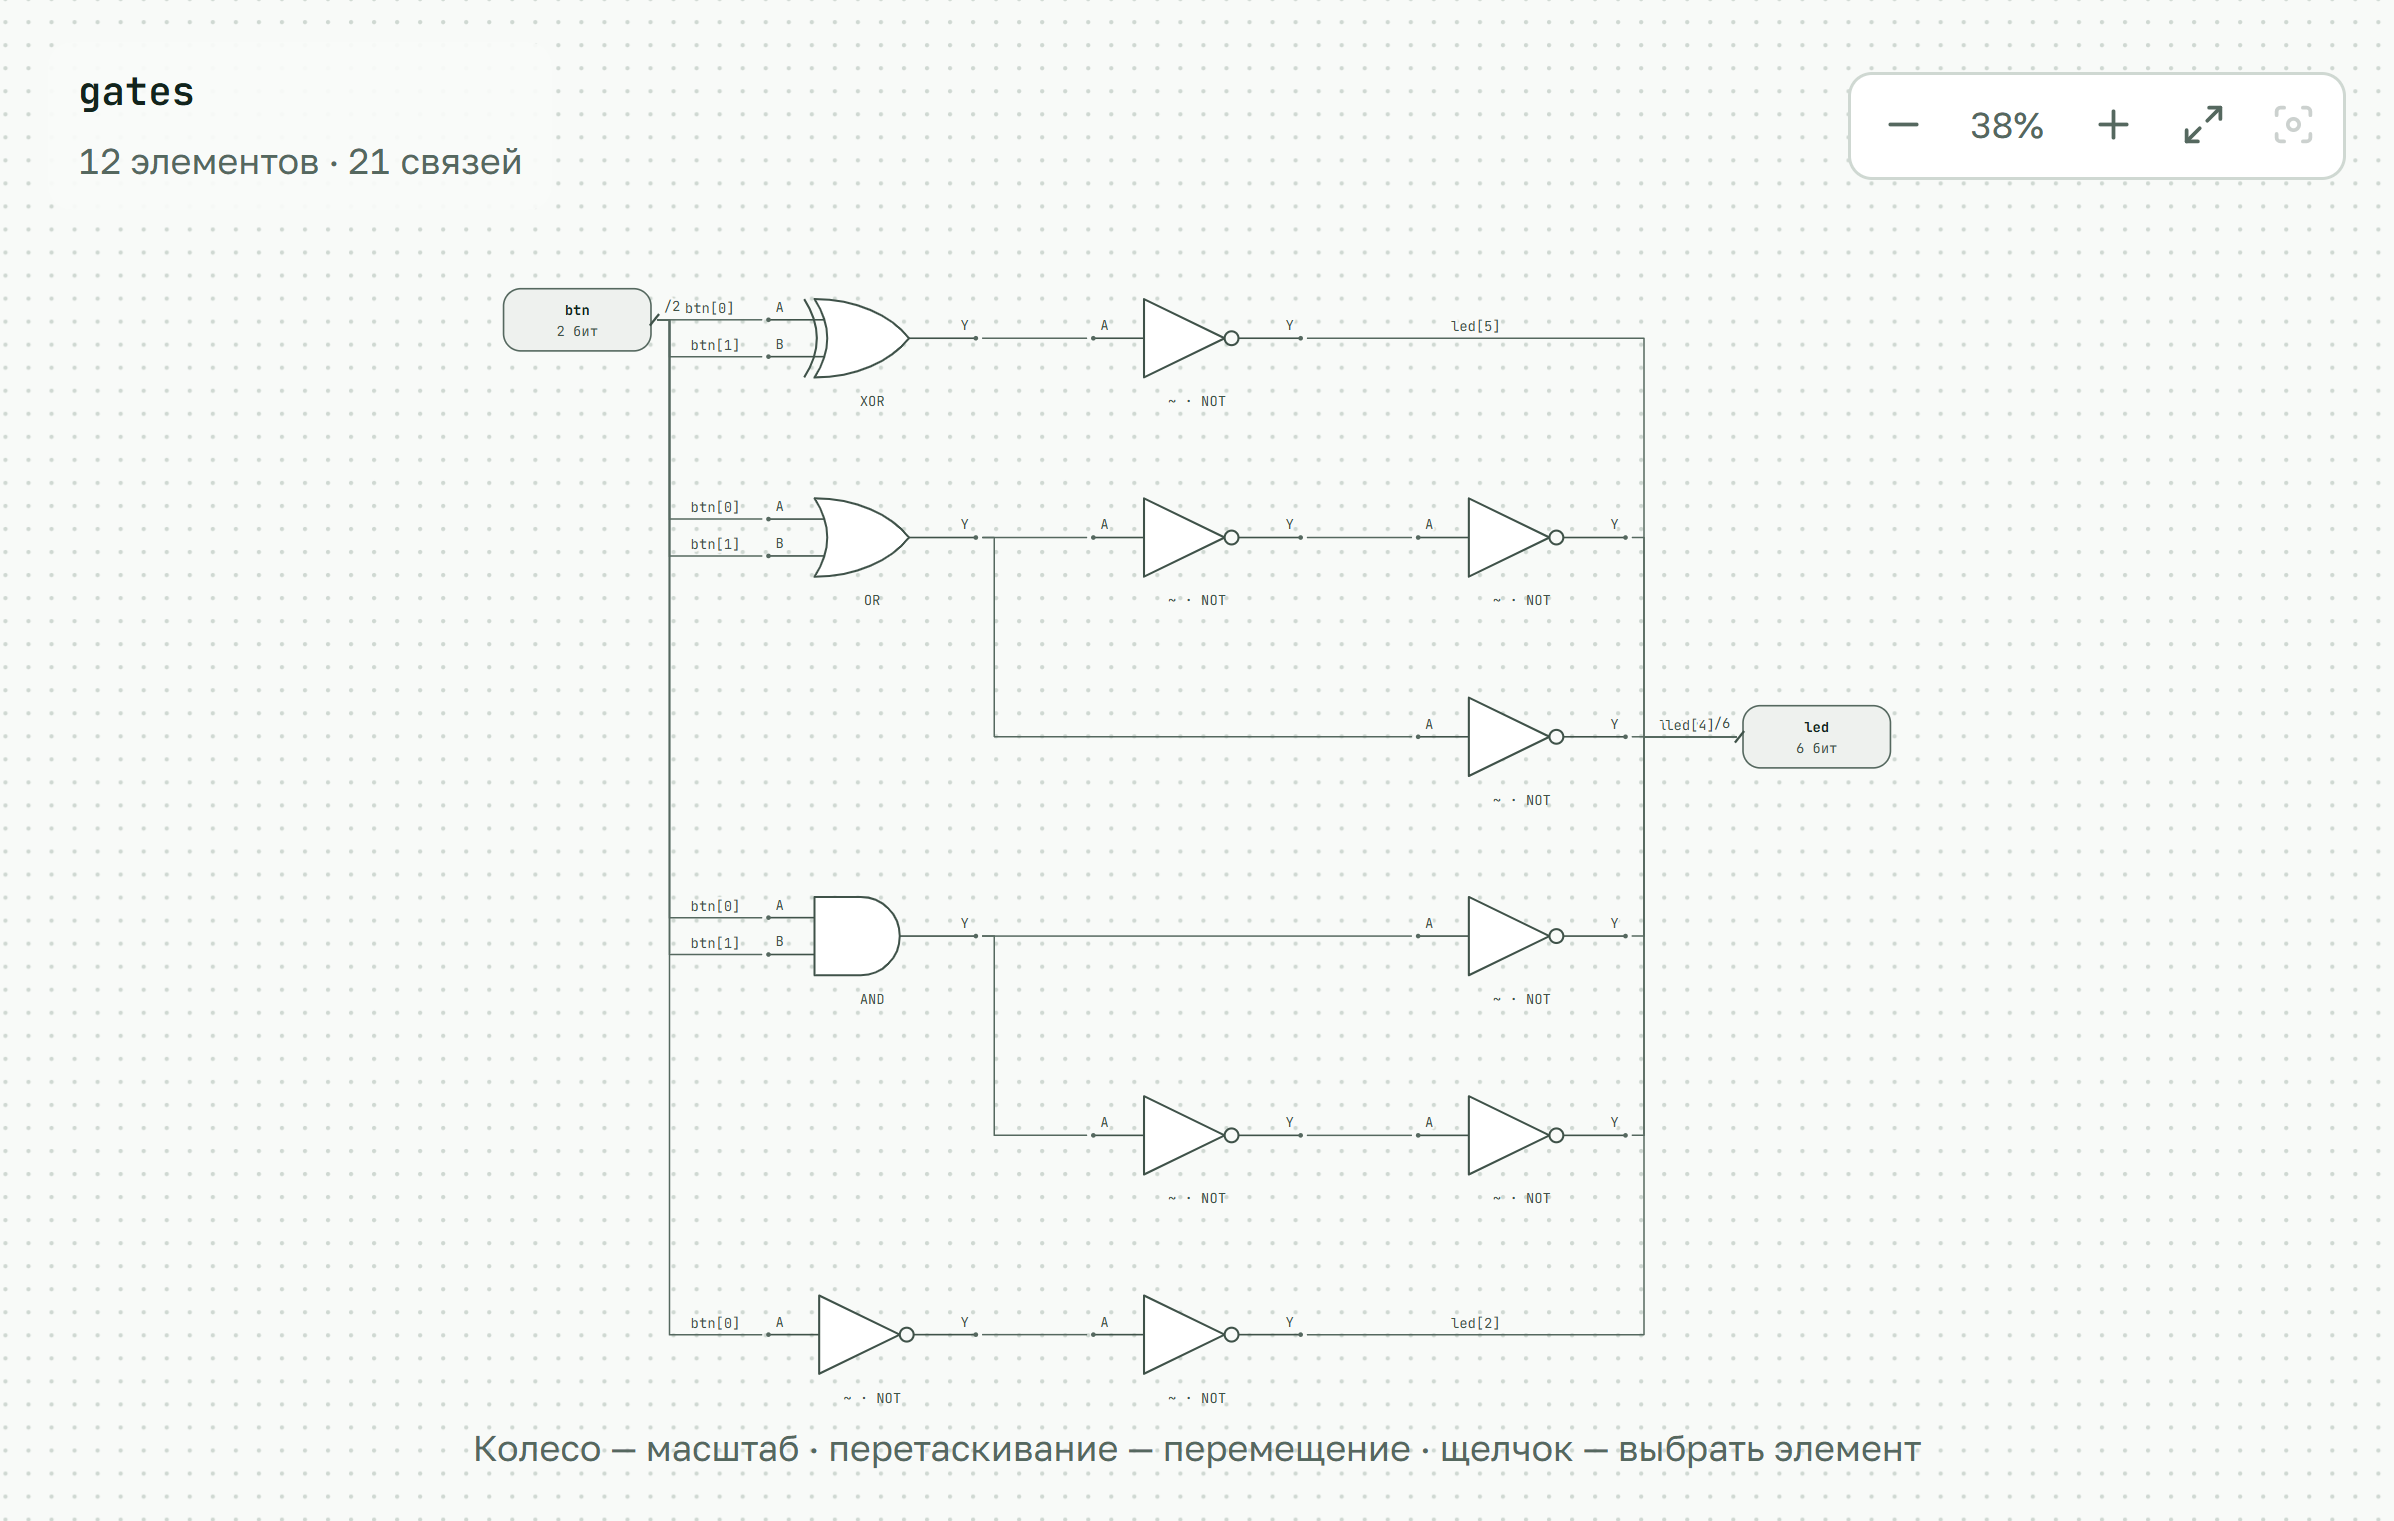 gates
12 элементов · 21 связей
38%
btn
2 бит
/2
btn[0]
A
btn[1]
B
Y
XOR
A
Y
~ · NOT
led[5]
btn[0]
A
btn[1]
B
Y
OR
A
Y
~ · NOT
A
Y
~ · NOT
A
Y
~ · NOT
led[4]
/6
led
6 бит
btn[0]
A
btn[1]
B
Y
AND
A
Y
~ · NOT
A
Y
~ · NOT
A
Y
~ · NOT
btn[0]
A
Y
~ · NOT
A
Y
~ · NOT
led[2]
Колесо — масштаб · перетаскивание — перемещение · щелчок — выбрать элемент